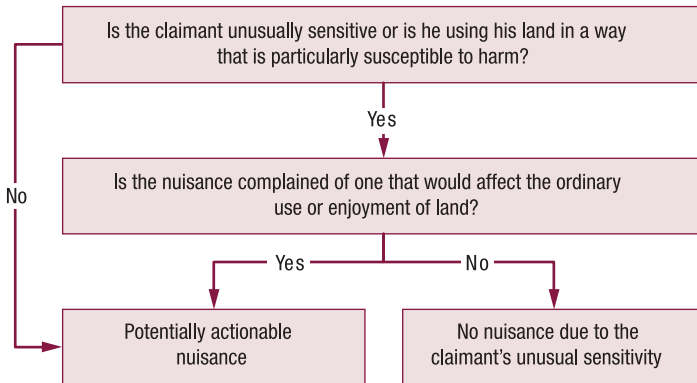 Is the claimant unusually sensitive or is he using his land in a way
that is particularly susceptible to harm?
Yes
Is the nuisance complained of one that would affect the ordinary
use or enjoyment of land?
No
Yes
No
Potentially actionable
nuisance
No nuisance due to the
claimant's unusual sensitivity